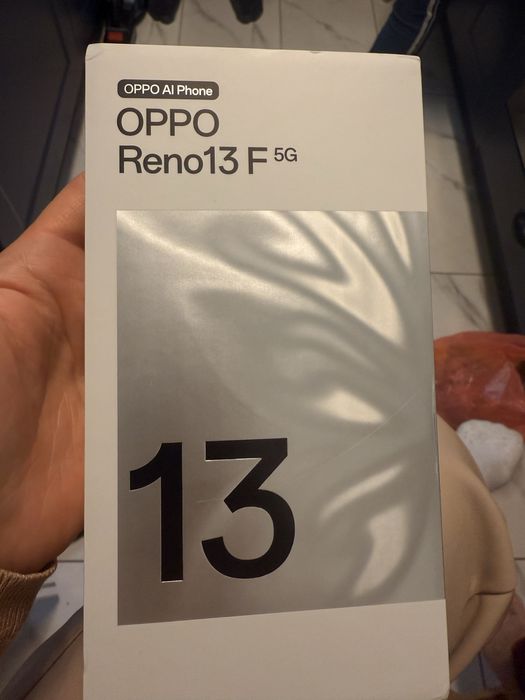 OPPO AI Phone
OPPO
Reno13 F 5G
13